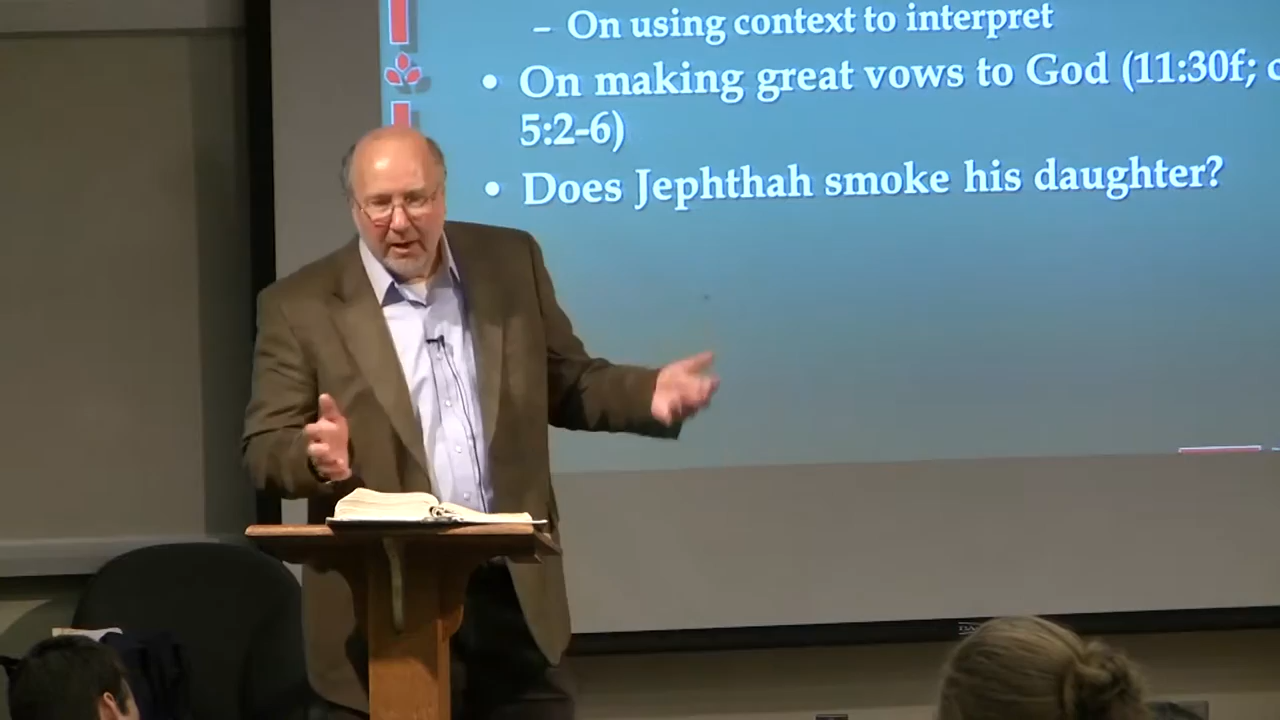 – On using context to interpret
• On making great vows to God (11:30f;
5:2-6)
• Does Jephthah smoke his daughter?